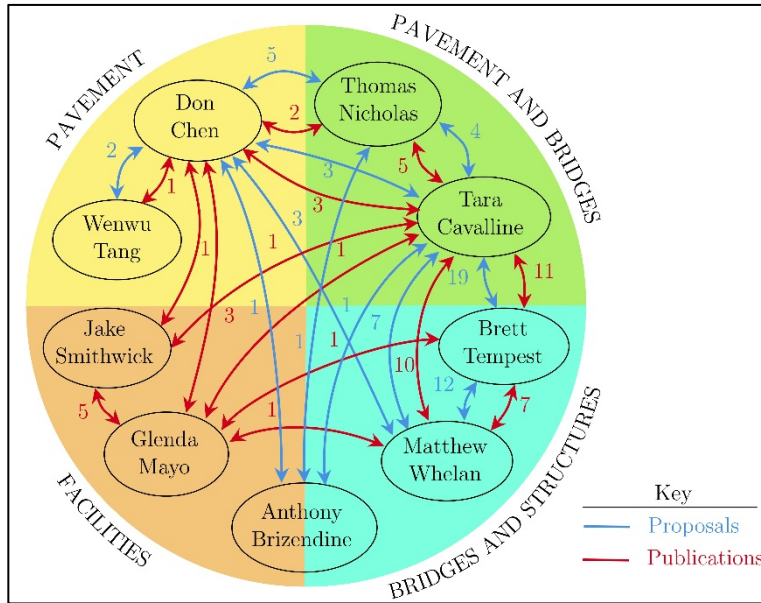 PAVEMENT
PAVEMENT AND BRIDGES
5
Thomas
Nicholas
Don
Chen
2
4
2
5
3
1
Tara
Cavalline
3
Wenwu
Tang
3
1
1
1
19
11
1
3
1
1
7
Jake
Smithwick
1
10
Brett
Tempest
12
5
1
7
Glenda
Mayo
Matthew
Whelan
Anthony
Brizendine
FACILITIES
BRIDGES AND STRUCTURES
Key
Proposals
Publications